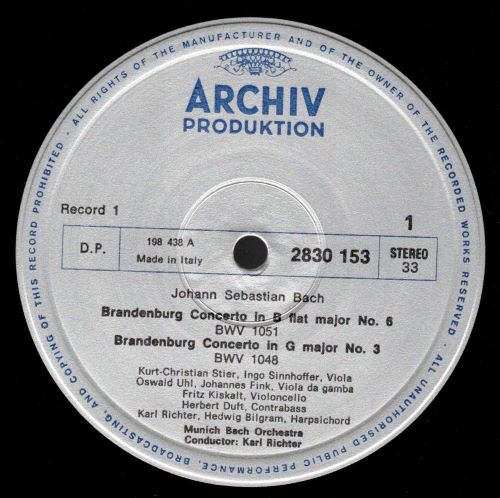 ALL RIGHTS OF THE MANUFACTURER AND OF THE OWNER OF THE RECORDED WORKS RESERVED · ALL UNAUTHORISED PUBLIC PERFORMANCE, BROADCASTING, AND COPYING OF THIS RECORD PROHIBITED ·
ARCHIV
PRODUKTION
Record 1
1
D.P.
198 438 A
Made in Italy
2830 153
STEREO
33
Johann Sebastian Bach
Brandenburg Concerto in B flat major No. 6
BWV 1051
Brandenburg Concerto in G major No. 3
BWV 1048
Kurt-Christian Stier, Ingo Sinnhoffer, Viola
Oswald Uhl, Johannes Fink, Viola da gamba
Fritz Kiskalt, Violoncello
Herbert Duft, Contrabass
Karl Richter, Hedwig Bilgram, Harpsichord
Munich Bach Orchestra
Conductor: Karl Richter